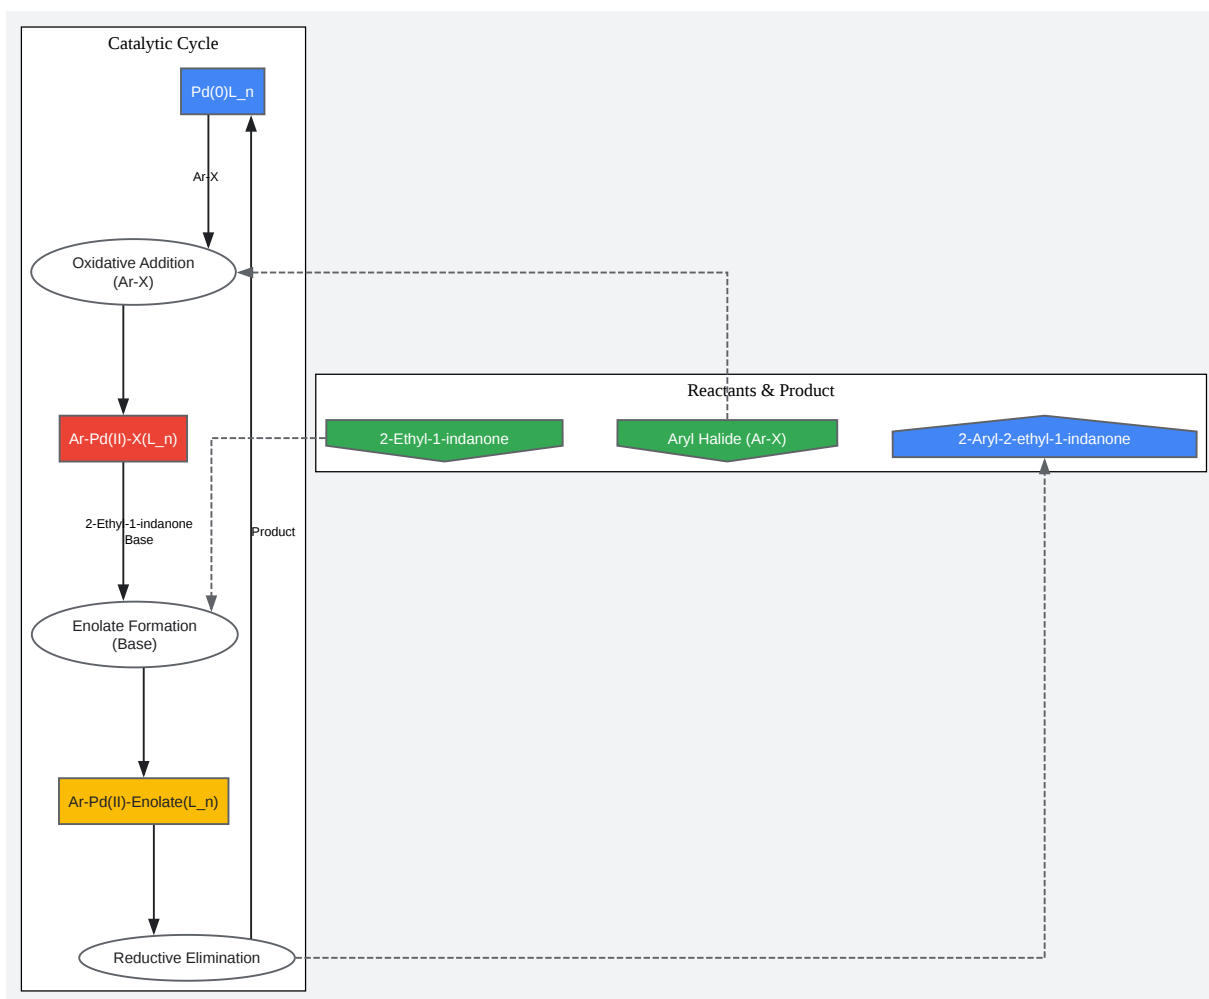 Catalytic Cycle
Pd(0)L_n
Ar-X
Oxidative Addition
(Ar-X)
Reactants & Product
2-Ethyl-1-indanone
Aryl Halide (Ar-X)
2-Aryl-2-ethyl-1-indanone
Ar-Pd(II)-X(L_n)
2-Ethyl-1-indanone
Base
Product
Enolate Formation
(Base)
Ar-Pd(II)-Enolate(L_n)
Reductive Elimination